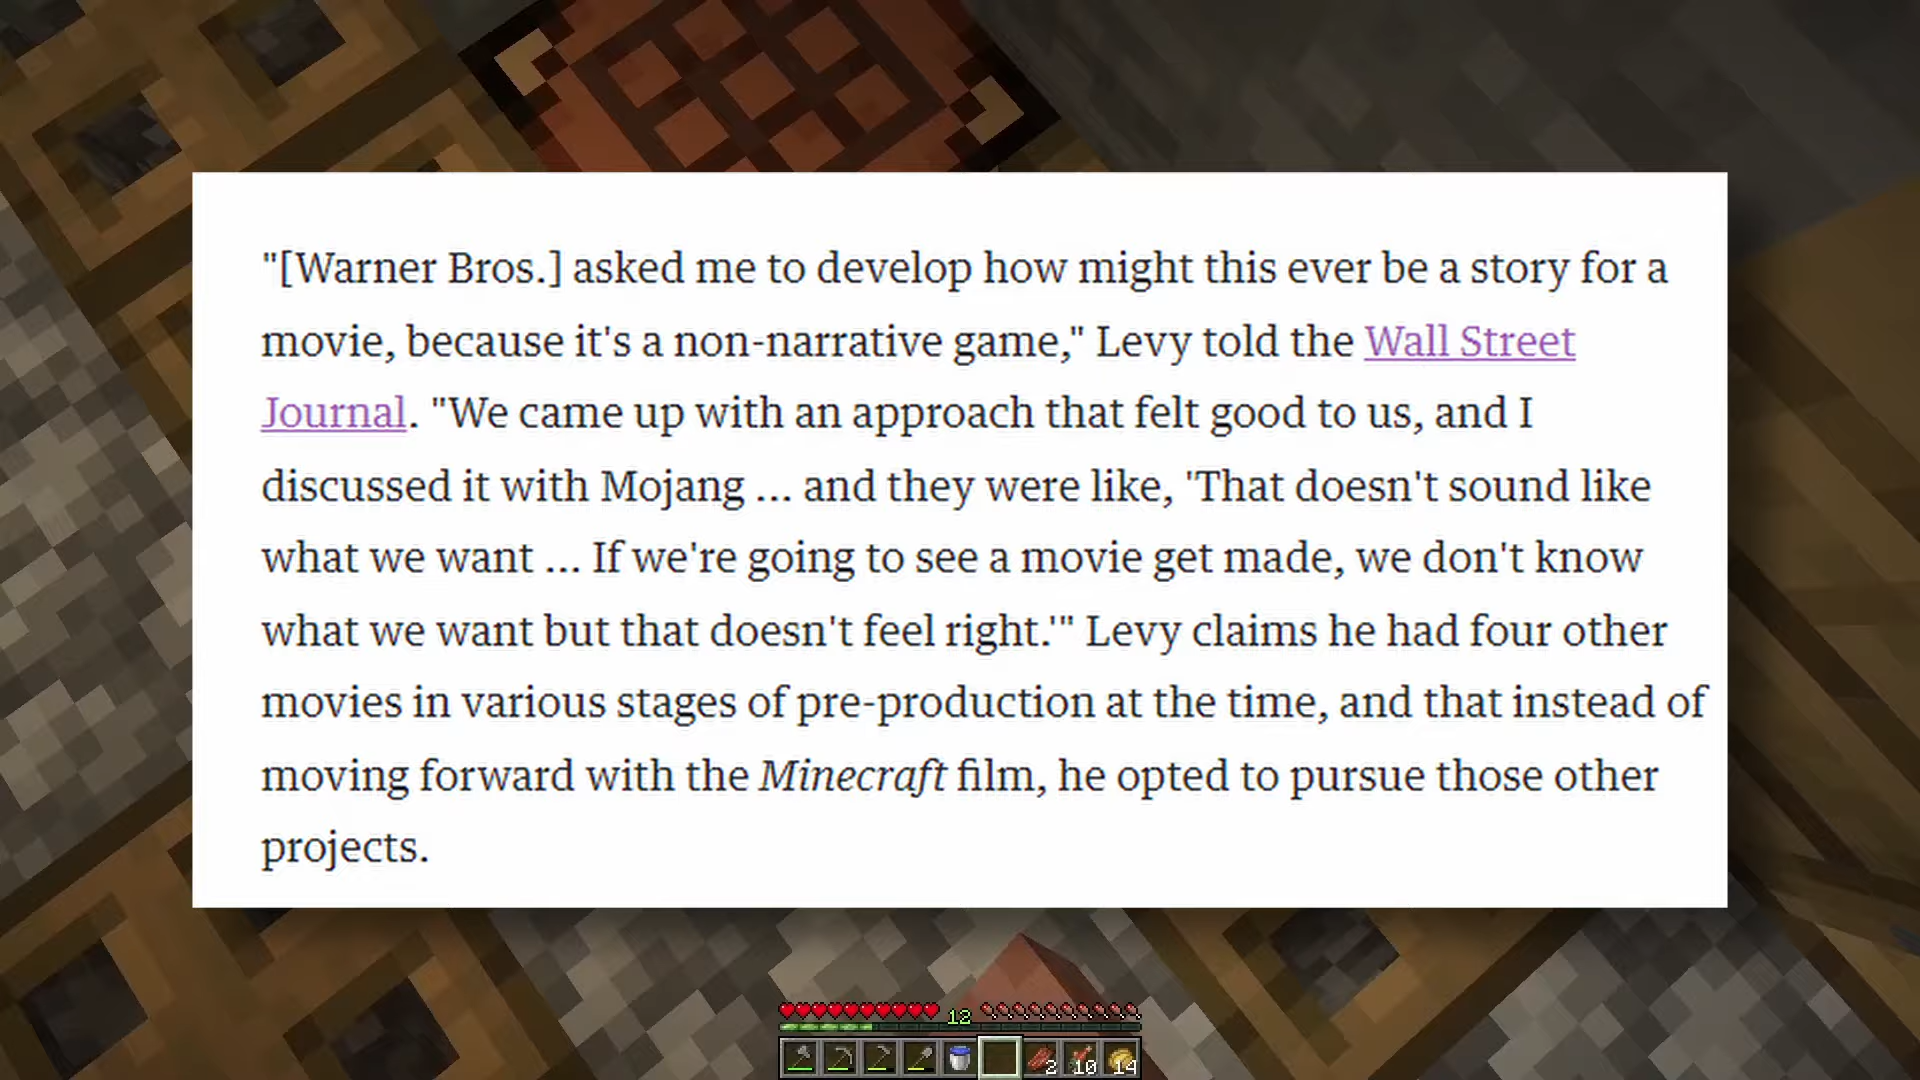 "[Warner Bros.] asked me to develop how might this ever be a story for a
movie, because it's a non-narrative game," Levy told the Wall Street
Journal. "We came up with an approach that felt good to us, and I
discussed it with Mojang ... and they were like, 'That doesn't sound like
what we want ... If we're going to see a movie get made, we don't know
what we want but that doesn't feel right.'" Levy claims he had four other
movies in various stages of pre-production at the time, and that instead of
moving forward with the Minecraft film, he opted to pursue those other
projects.
12
2 10 14